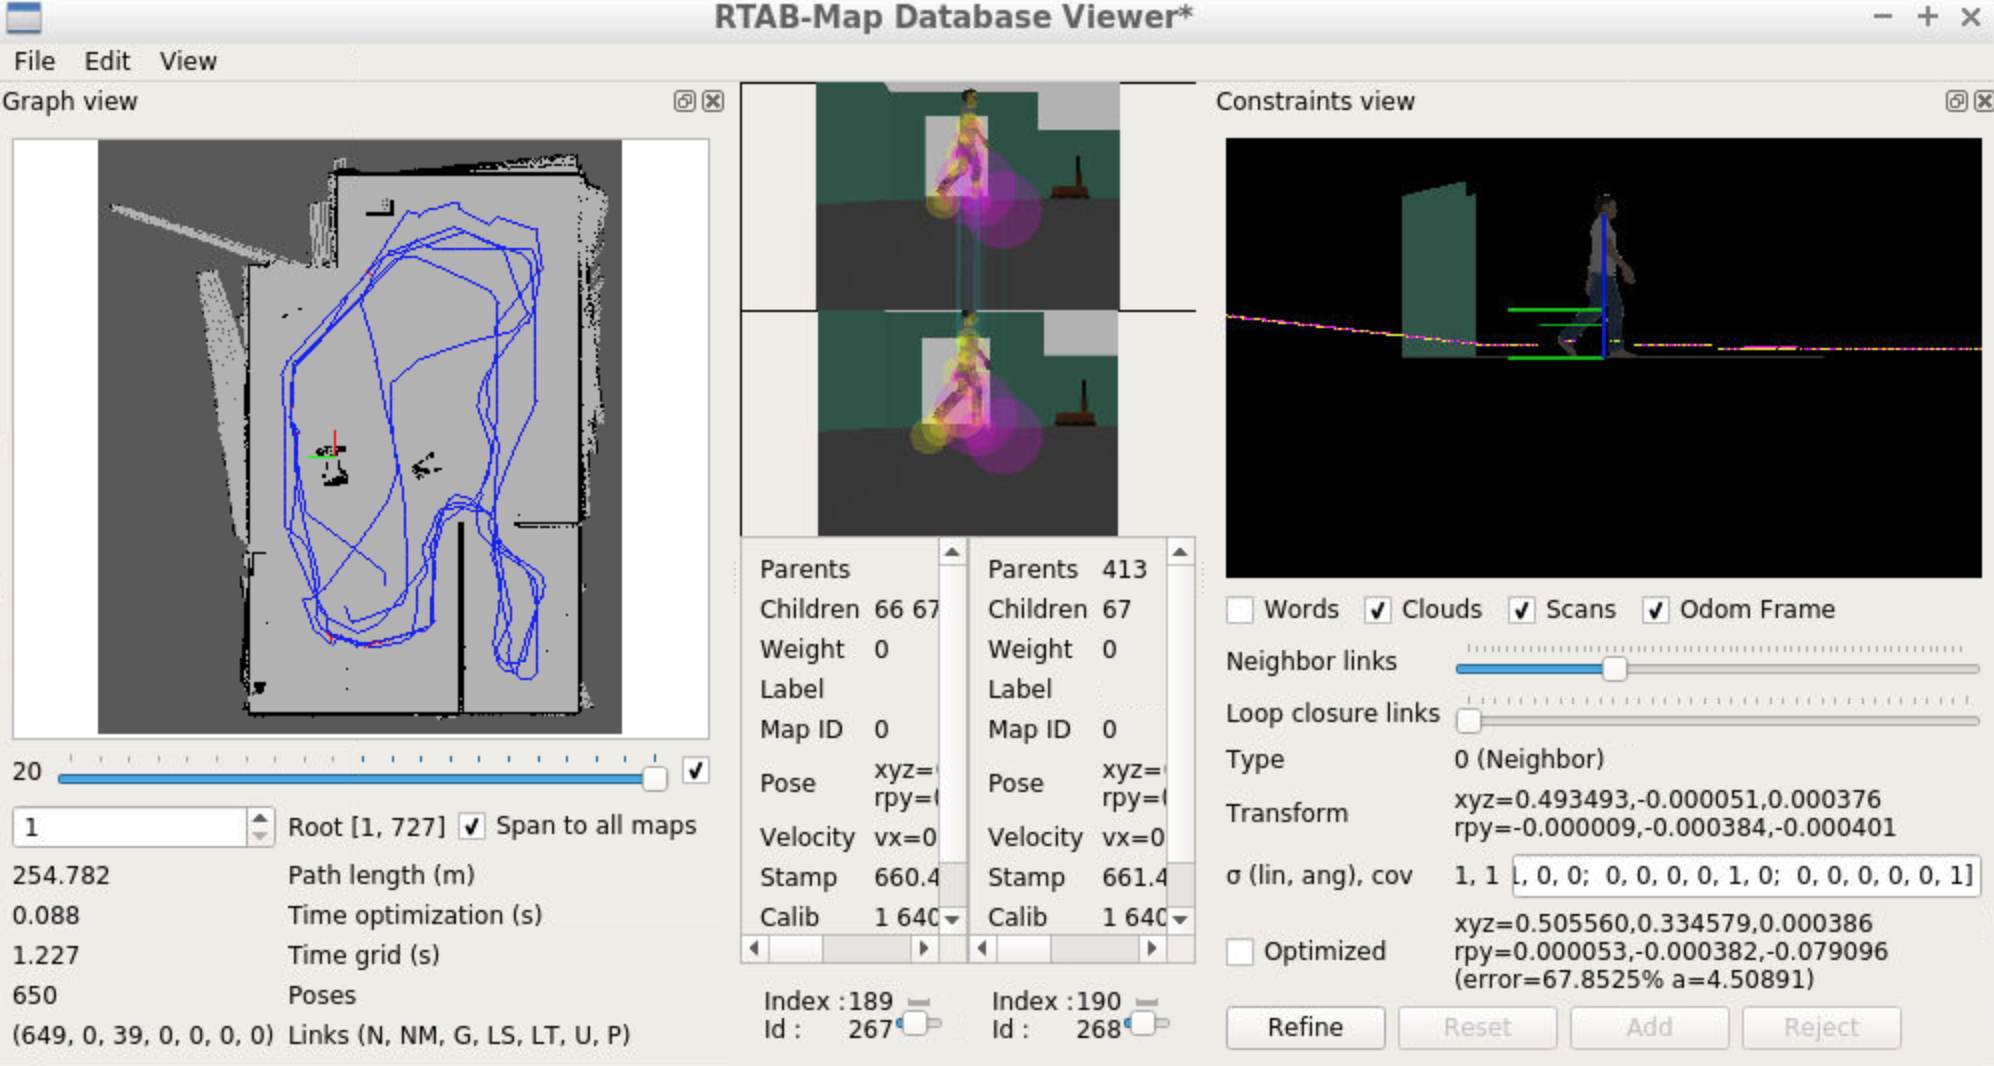 RTAB-Map Database Viewer*
File Edit View
Graph view
20
1 Root [1, 727] Span to all maps
254.782 Path length (m)
0.088 Time optimization (s)
1.227 Time grid (s)
650 Poses
(649, 0, 39, 0, 0, 0, 0) Links (N, NM, G, LS, LT, U, P)
Parents
Children 66 67
Weight 0
Label
Map ID 0
Pose xyz=
rpy=(
Velocity vx=0
Stamp 660.4
Calib 1 640
Index :189
Id : 267
Parents 413
Children 67
Weight 0
Label
Map ID 0
Pose xyz=
rpy=(
Velocity vx=0
Stamp 661.4
Calib 1 640
Index :190
Id : 268
Constraints view
Words Clouds Scans Odom Frame
Neighbor links
Loop closure links
Type 0 (Neighbor)
Transform xyz=0.493493,-0.000051,0.000376
rpy=-0.000009,-0.000384,-0.000401
σ (lin, ang), cov 1, 1 1, 0, 0; 0, 0, 0, 0, 1, 0; 0, 0, 0, 0, 0, 1]
xyz=0.505560,0.334579,0.000386
Optimized rpy=0.000053,-0.000382,-0.079096
(error=67.8525% a=4.50891)
Refine Reset Add Reject